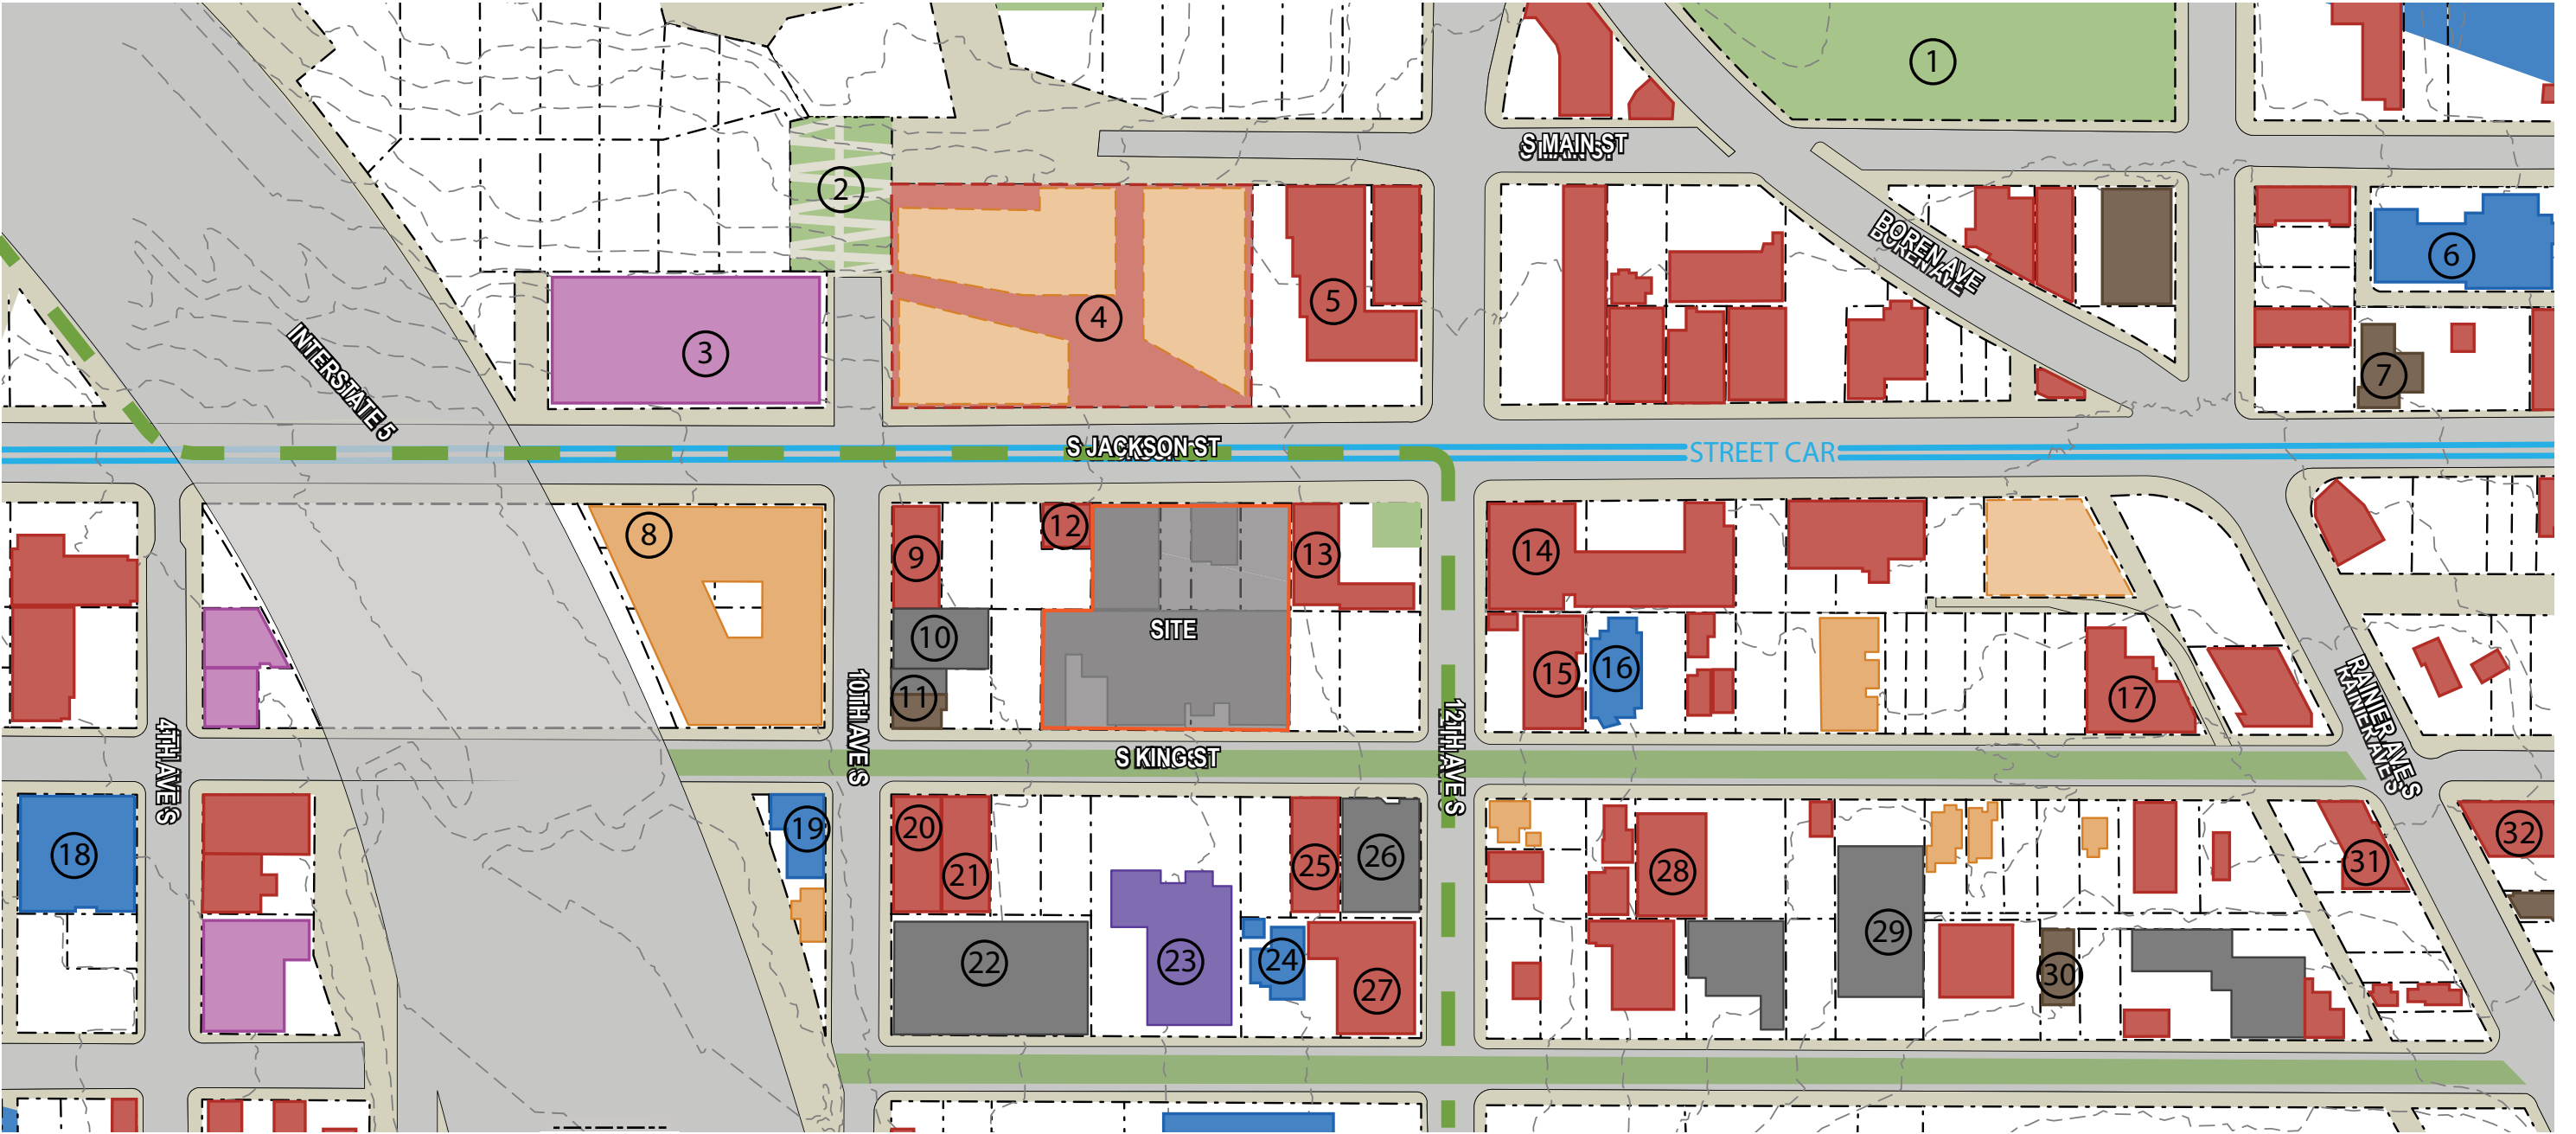 1
S MAIN ST
2
BOREN AVE
6
5
4
3
7
INTERSTATE 5
S JACKSON ST
STREET CAR
8
12
9
13
14
SITE
10
15
16
11
17
10TH AVE S
12TH AVE S
4TH AVE S
RAINIER AVE S
S KING ST
19
20
18
26
32
25
21
28
31
29
23
24
22
30
27